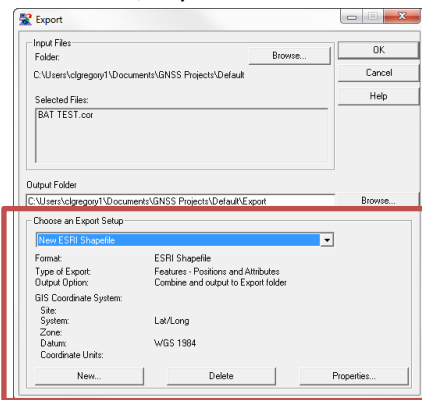 Export
Input Files
Folder:
Browse...
OK
C:\Users\clgregory1\Documents\GNSS Projects\Default
Cancel
Selected Files:
Help
BAT TEST.cor
Output Folder
C:\Users\clgregory1\Documents\GNSS Projects\Default\Export
Browse...
Choose an Export Setup
New ESRI Shapefile
Format: ESRI Shapefile
Type of Export: Features - Positions and Attributes
Output Option: Combine and output to Export folder
GIS Coordinate System:
Site:
System: Lat/Long
Zone:
Datum: WGS 1984
Coordinate Units:
New... Delete Properties...